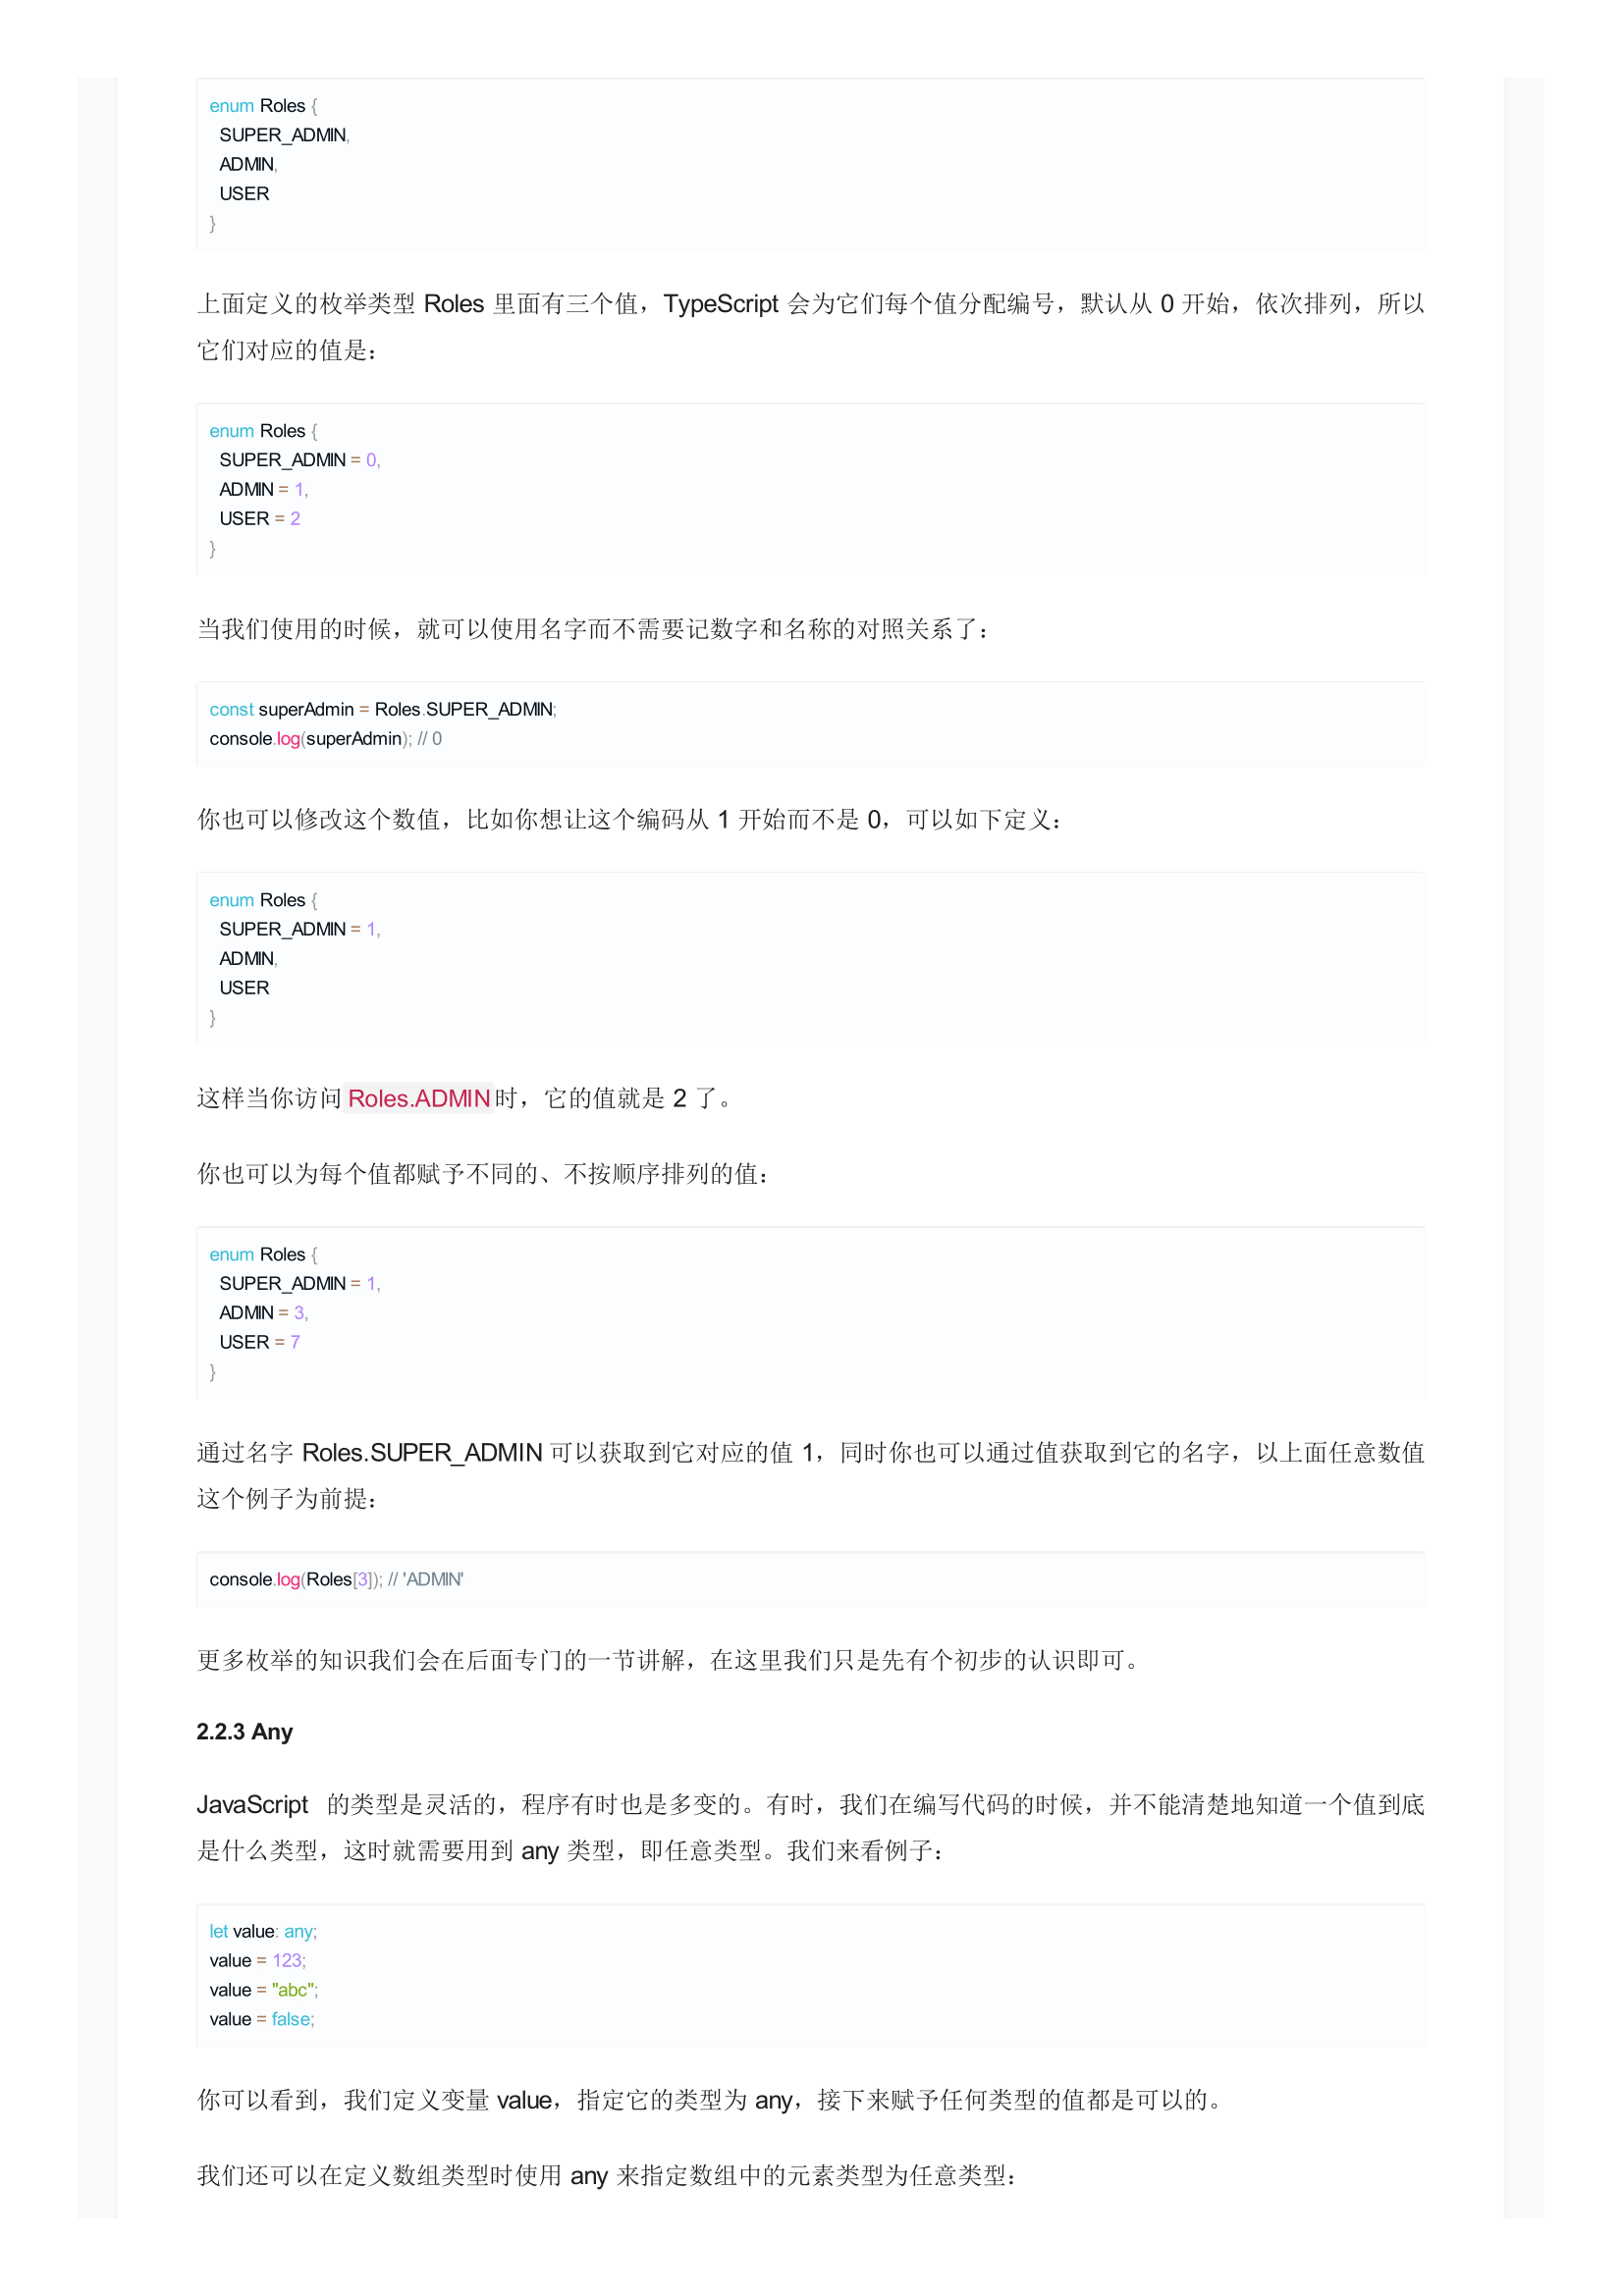 enum Roles {
  SUPER_ADMIN,
  ADMIN,
  USER
}
上面定义的枚举类型 Roles 里面有三个值，TypeScript 会为它们每个值分配编号，默认从 0 开始，依次排列，所以
它们对应的值是：
enum Roles {
  SUPER_ADMIN = 0,
  ADMIN = 1,
  USER = 2
}
当我们使用的时候，就可以使用名字而不需要记数字和名称的对照关系了：
const superAdmin = Roles.SUPER_ADMIN;
console.log(superAdmin); // 0
你也可以修改这个数值，比如你想让这个编码从 1 开始而不是 0，可以如下定义：
enum Roles {
  SUPER_ADMIN = 1,
  ADMIN,
  USER
}
这样当你访问Roles.ADMIN时，它的值就是 2 了。
你也可以为每个值都赋予不同的、不按顺序排列的值：
enum Roles {
  SUPER_ADMIN = 1,
  ADMIN = 3,
  USER = 7
}
通过名字 Roles.SUPER_ADMIN 可以获取到它对应的值 1，同时你也可以通过值获取到它的名字，以上面任意数值
这个例子为前提：
console.log(Roles[3]); // 'ADMIN'
更多枚举的知识我们会在后面专门的一节讲解，在这里我们只是先有个初步的认识即可。
2.2.3 Any
JavaScript 的类型是灵活的，程序有时也是多变的。有时，我们在编写代码的时候，并不能清楚地知道一个值到底
是什么类型，这时就需要用到 any 类型，即任意类型。我们来看例子：
let value: any;
value = 123;
value = "abc";
value = false;
你可以看到，我们定义变量 value，指定它的类型为 any，接下来赋予任何类型的值都是可以的。
我们还可以在定义数组类型时使用 any 来指定数组中的元素类型为任意类型：